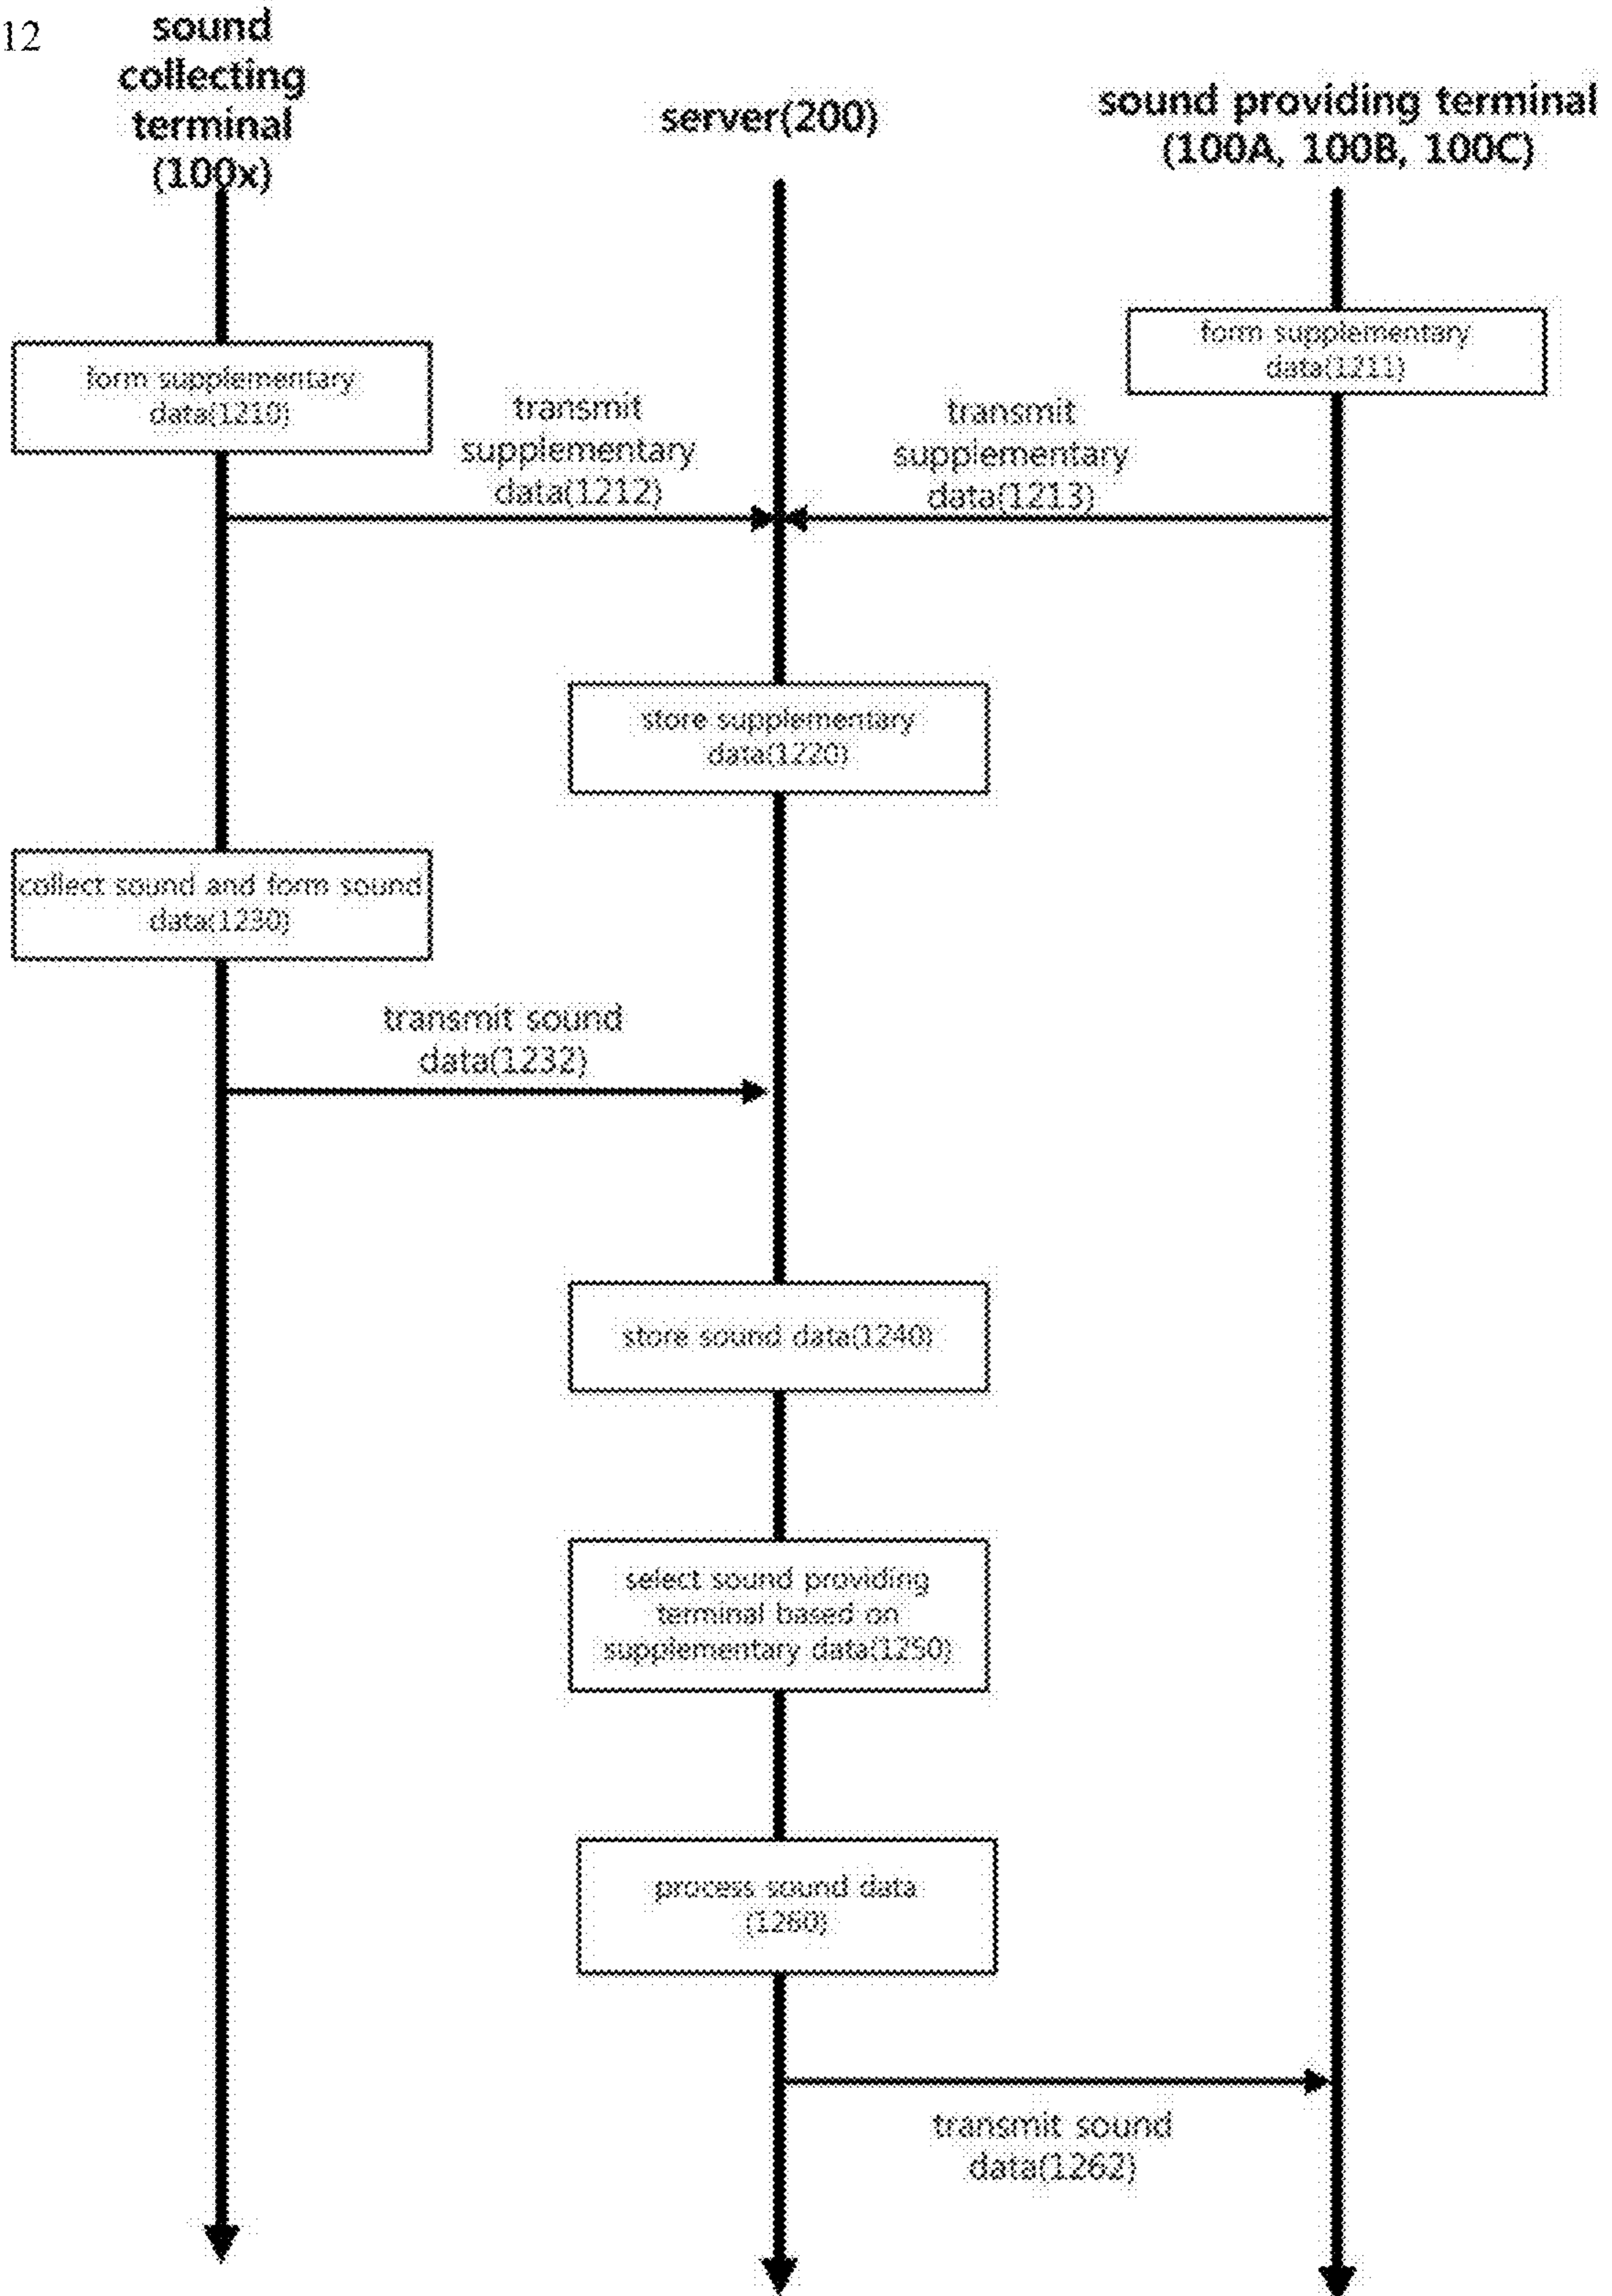 12
sound
collecting
terminal
(100x)
server(200)
sound providing terminal
(100A, 100B, 100C)
form supplementary
data(1210)
form supplementary
data(1211)
transmit
supplementary
data(1212)
transmit
supplementary
data(1213)
store supplementary
data(1220)
collect sound and form sound
data(1230)
transmit sound
data(1232)
store sound data(1240)
select sound providing
terminal based on
supplementary data(1250)
process sound data
(1260)
transmit sound
data(1262)